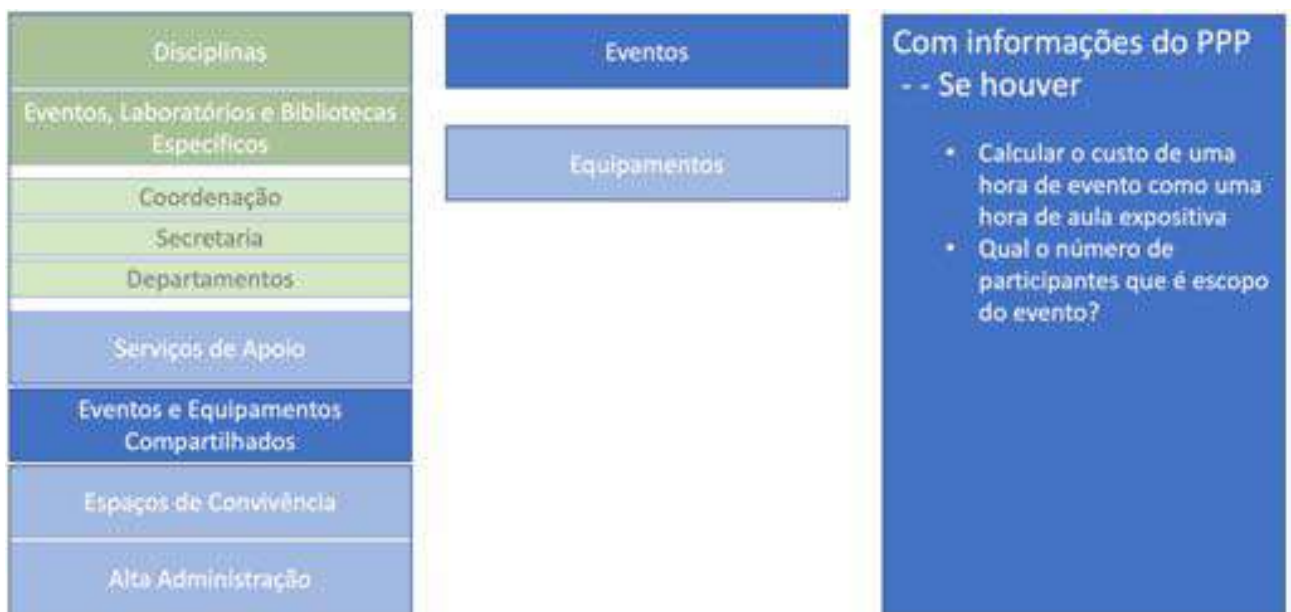 Disciplinas
Eventos, Laboratórios e Bibliotecas
Específicos
Coordenação
Secretaria
Departamentos
Serviços de Apoio
Eventos e Equipamentos
Compartilhados
Espaços de Convivência
Alta Administração
Eventos
Equipamentos
Com informações do PPP
- - Se houver
• Calcular o custo de uma
hora de evento como uma
hora de aula expositiva
• Qual o número de
participantes que é escopo
do evento?